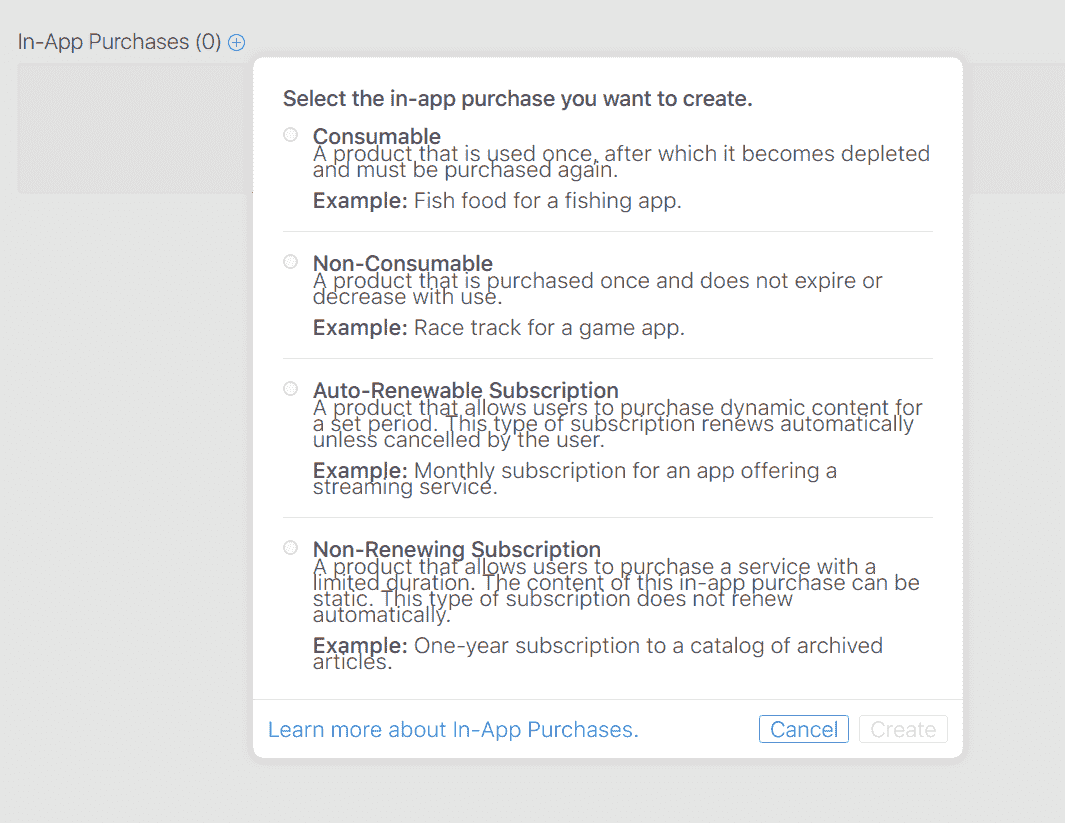 In-App Purchases (0)
Select the in-app purchase you want to create.
Consumable
A product that is used once, after which it becomes depleted
and must be purchased again.
Example: Fish food for a fishing app.
Non-Consumable
A product that is purchased once and does not expire or
decrease with use.
Example: Race track for a game app.
Auto-Renewable Subscription
A product that allows users to purchase dynamic content for
a set period. This type of subscription renews automatically
unless cancelled by the user.
Example: Monthly subscription for an app offering a
streaming service.
Non-Renewing Subscription
A product that allows users to purchase a service with a
limited duration. The content of this in-app purchase can be
static. This type of subscription does not renew
automatically.
Example: One-year subscription to a catalog of archived
articles.
Learn more about In-App Purchases. Cancel Create